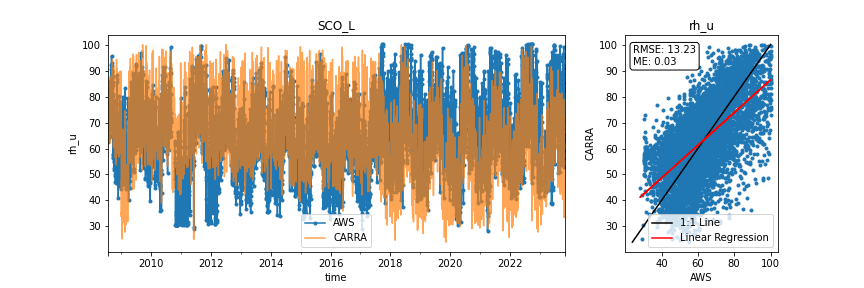 SCO_L
rh_u
100
90
80
70
60
50
40
30
rh_u
2010
2012
2014
2016
2018
2020
2022
time
AWS
CARRA
rh_u
RMSE: 13.23
ME: 0.03
100
90
80
70
60
50
40
30
CARRA
40
60
80
100
AWS
1:1 Line
Linear Regression